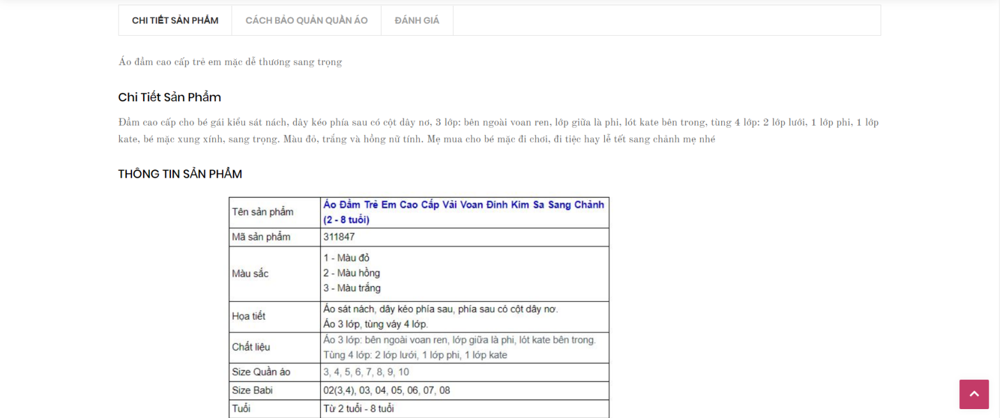 CHI TIẾT SẢN PHẨM
CÁCH BẢO QUẢN QUẦN ÁO
ĐÁNH GIÁ
Áo đầm cao cấp trẻ em mặc dễ thương sang trọng
Chi Tiết Sản Phẩm
Đầm cao cấp cho bé gái kiểu sát nách, dây kéo phía sau có cột dây nơ, 3 lớp: bên ngoài voan ren, lớp giữa là phi, lót kate bên trong, tùng 4 lớp: 2 lớp lưới, 1 lớp phi, 1 lớp
kate, bé mặc xung xính, sang trọng. Màu đỏ, trắng và hồng nữ tính. Mẹ mua cho bé mặc đi chơi, đi tiệc hay lễ tết sang chảnh mẹ nhé
THÔNG TIN SẢN PHẨM
Tên sản phẩm
Áo Đầm Trẻ Em Cao Cấp Vải Voan Đính Kim Sa Sang Chảnh
(2 - 8 tuổi)
Mã sản phẩm
311847
Màu sắc
1 - Màu đỏ
2 - Màu hồng
3 - Màu trắng
Họa tiết
Áo sát nách, dây kéo phía sau, phía sau có cột dây nơ.
Áo 3 lớp, tùng váy 4 lớp.
Chất liệu
Áo 3 lớp: bên ngoài voan ren, lớp giữa là phi, lót kate bên trong.
Tùng 4 lớp: 2 lớp lưới, 1 lớp phi, 1 lớp kate
Size Quần áo
3, 4, 5, 6, 7, 8, 9, 10
Size Babi
02(3,4), 03, 04, 05, 06, 07, 08
Tuổi
Từ 2 tuổi - 8 tuổi